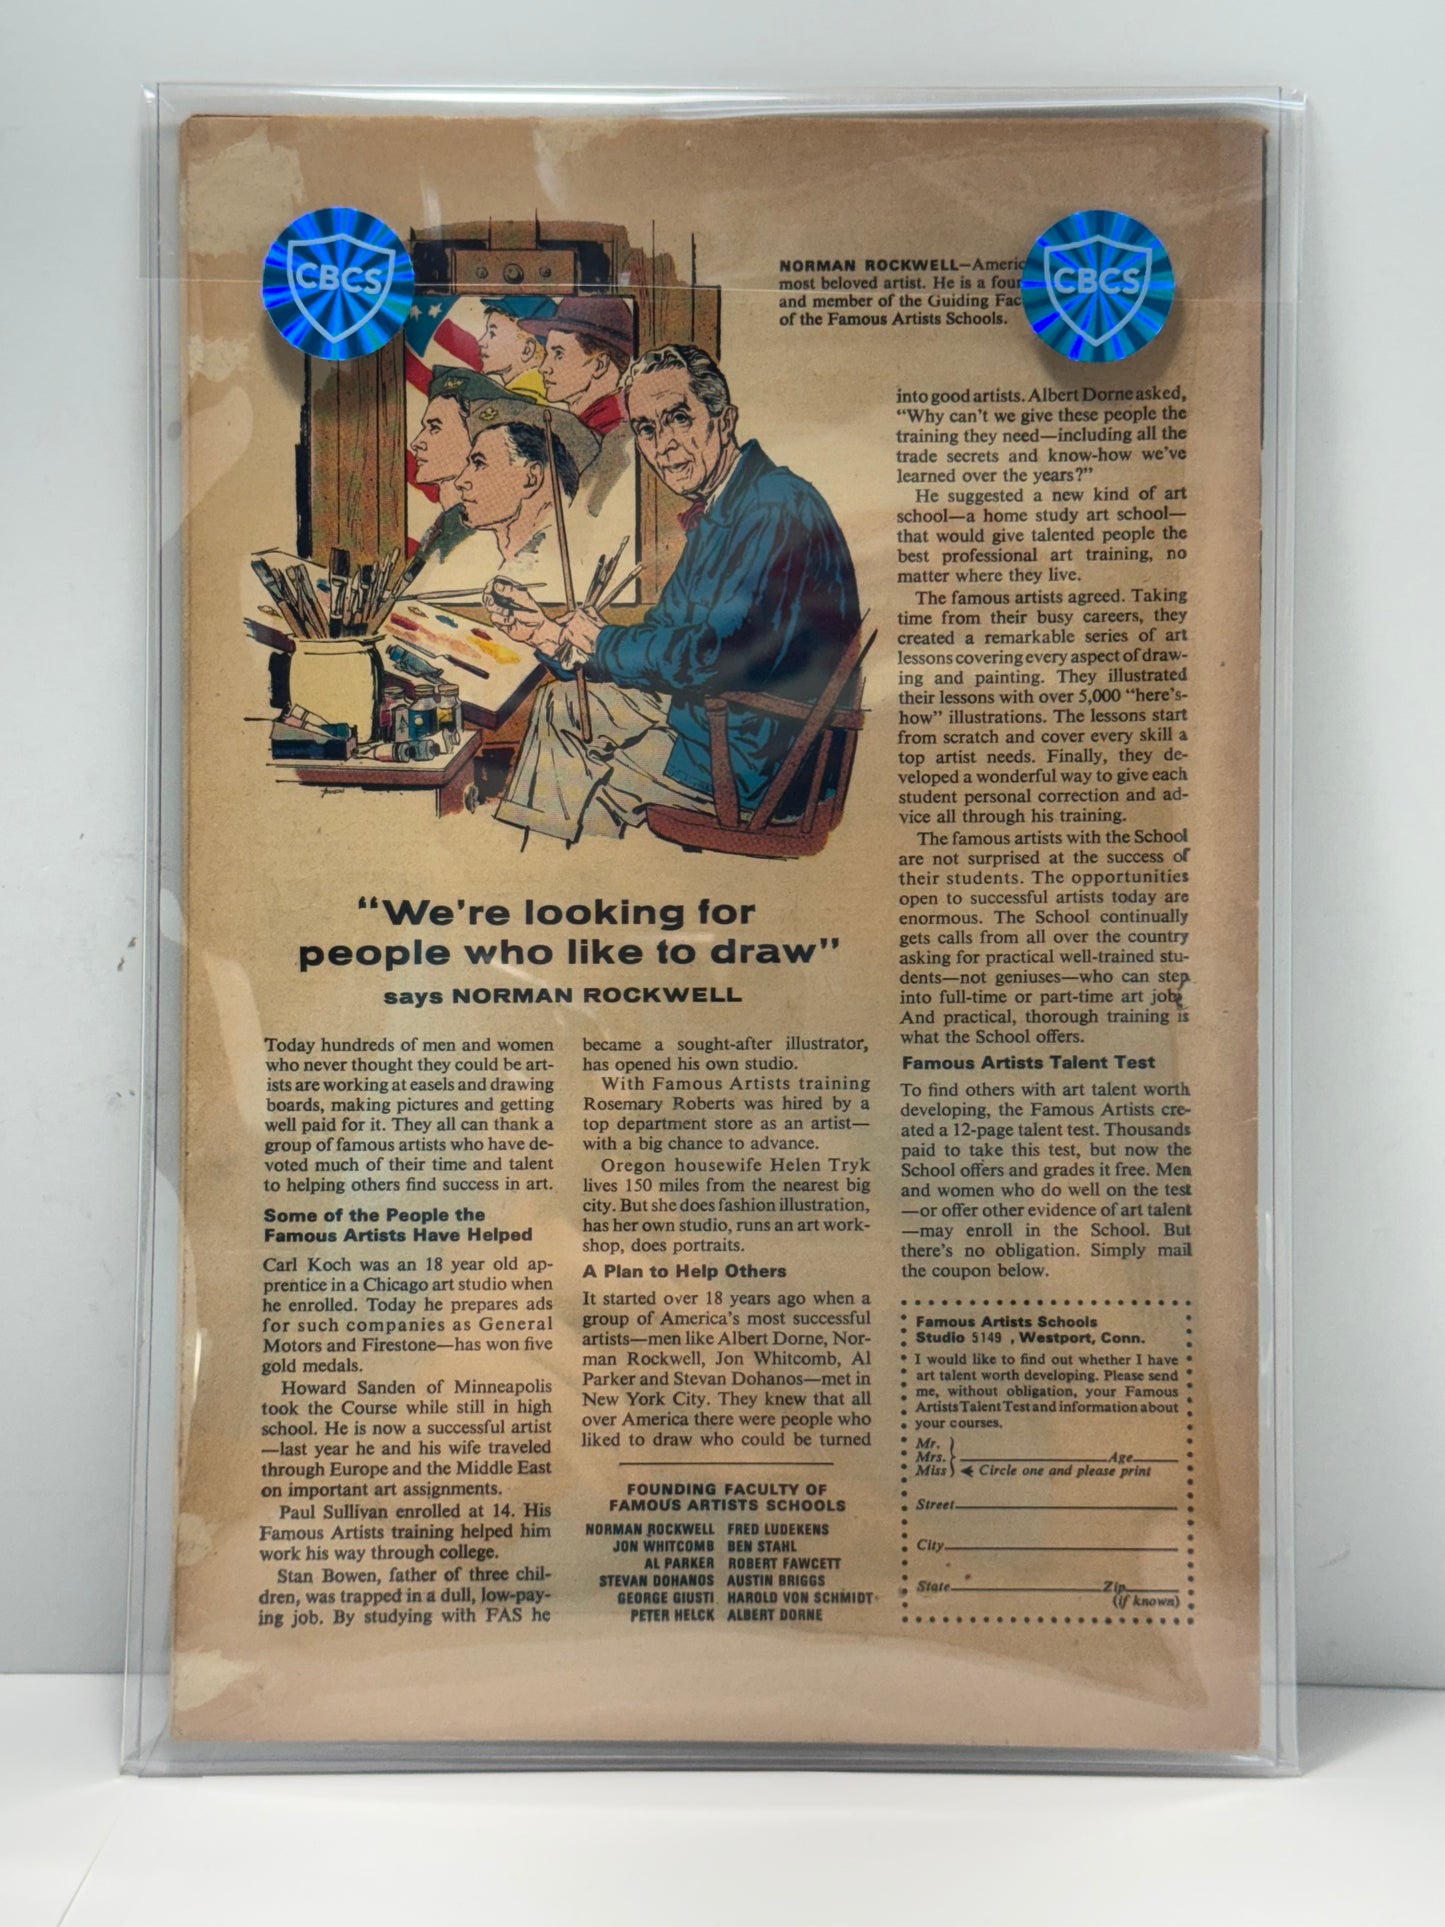 CBCS
CBCS
NORMAN ROCKWELL—Americ
most beloved artist. He is a foun
and member of the Guiding Fac
of the Famous Artists Schools.
"We're looking for
people who like to draw"
says NORMAN ROCKWELL
Today hundreds of men and women
who never thought they could be art-
ists are working at easels and drawing
boards, making pictures and getting
well paid for it. They all can thank a
group of famous artists who have de-
voted much of their time and talent
to helping others find success in art.
Some of the People the
Famous Artists Have Helped
Carl Koch was an 18 year old ap-
prentice in a Chicago art studio when
he enrolled. Today he prepares ads
for such companies as General
Motors and Firestone—has won five
gold medals.
Howard Sanden of Minneapolis
took the Course while still in high
school. He is now a successful artist
—last year he and his wife traveled
through Europe and the Middle East
on important art assignments.
Paul Sullivan enrolled at 14. His
Famous Artists training helped him
work his way through college.
Stan Bowen, father of three chil-
dren, was trapped in a dull, low-pay-
ing job. By studying with FAS he
became a sought-after illustrator,
has opened his own studio.
With Famous Artists training
Rosemary Roberts was hired by a
top department store as an artist—
with a big chance to advance.
Oregon housewife Helen Tryk
lives 150 miles from the nearest big
city. But she does fashion illustration,
has her own studio, runs an art work-
shop, does portraits.
A Plan to Help Others
It started over 18 years ago when a
group of America's most successful
artists—men like Albert Dorne, Nor-
man Rockwell, Jon Whitcomb, Al
Parker and Stevan Dohanos—met in
New York City. They knew that all
over America there were people who
liked to draw who could be turned
FOUNDING FACULTY OF
FAMOUS ARTISTS SCHOOLS
NORMAN ROCKWELL FRED LUDEKENS
JON WHITCOMB BEN STAHL
AL PARKER ROBERT FAWCETT
STEVAN DOHANOS AUSTIN BRIGGS
GEORGE GIUSTI HAROLD VON SCHMIDT
PETER HELCK ALBERT DORNE
into good artists. Albert Dorne asked,
"Why can't we give these people the
training they need—including all the
trade secrets and know-how we've
learned over the years?"
He suggested a new kind of art
school—a home study art school—
that would give talented people the
best professional art training, no
matter where they live.
The famous artists agreed. Taking
time from their busy careers, they
created a remarkable series of art
lessons covering every aspect of draw-
ing and painting. They illustrated
their lessons with over 5,000 "here's-
how" illustrations. The lessons start
from scratch and cover every skill a
top artist needs. Finally, they de-
veloped a wonderful way to give each
student personal correction and ad-
vice all through his training.
The famous artists with the School
are not surprised at the success of
their students. The opportunities
open to successful artists today are
enormous. The School continually
gets calls from all over the country
asking for practical well-trained stu-
dents—not geniuses—who can step
into full-time or part-time art jobs.
And practical, thorough training is
what the School offers.
Famous Artists Talent Test
To find others with art talent worth
developing, the Famous Artists cre-
ated a 12-page talent test. Thousands
paid to take this test, but now the
School offers and grades it free. Men
and women who do well on the test
—or offer other evidence of art talent
—may enroll in the School. But
there's no obligation. Simply mail
the coupon below.
Famous Artists Schools
Studio 5149 , Westport, Conn.
I would like to find out whether I have
art talent worth developing. Please send
me, without obligation, your Famous
Artists Talent Test and information about
your courses.
Mr.
Mrs. Age
Miss Circle one and please print
Street
City
State Zip
(if known)